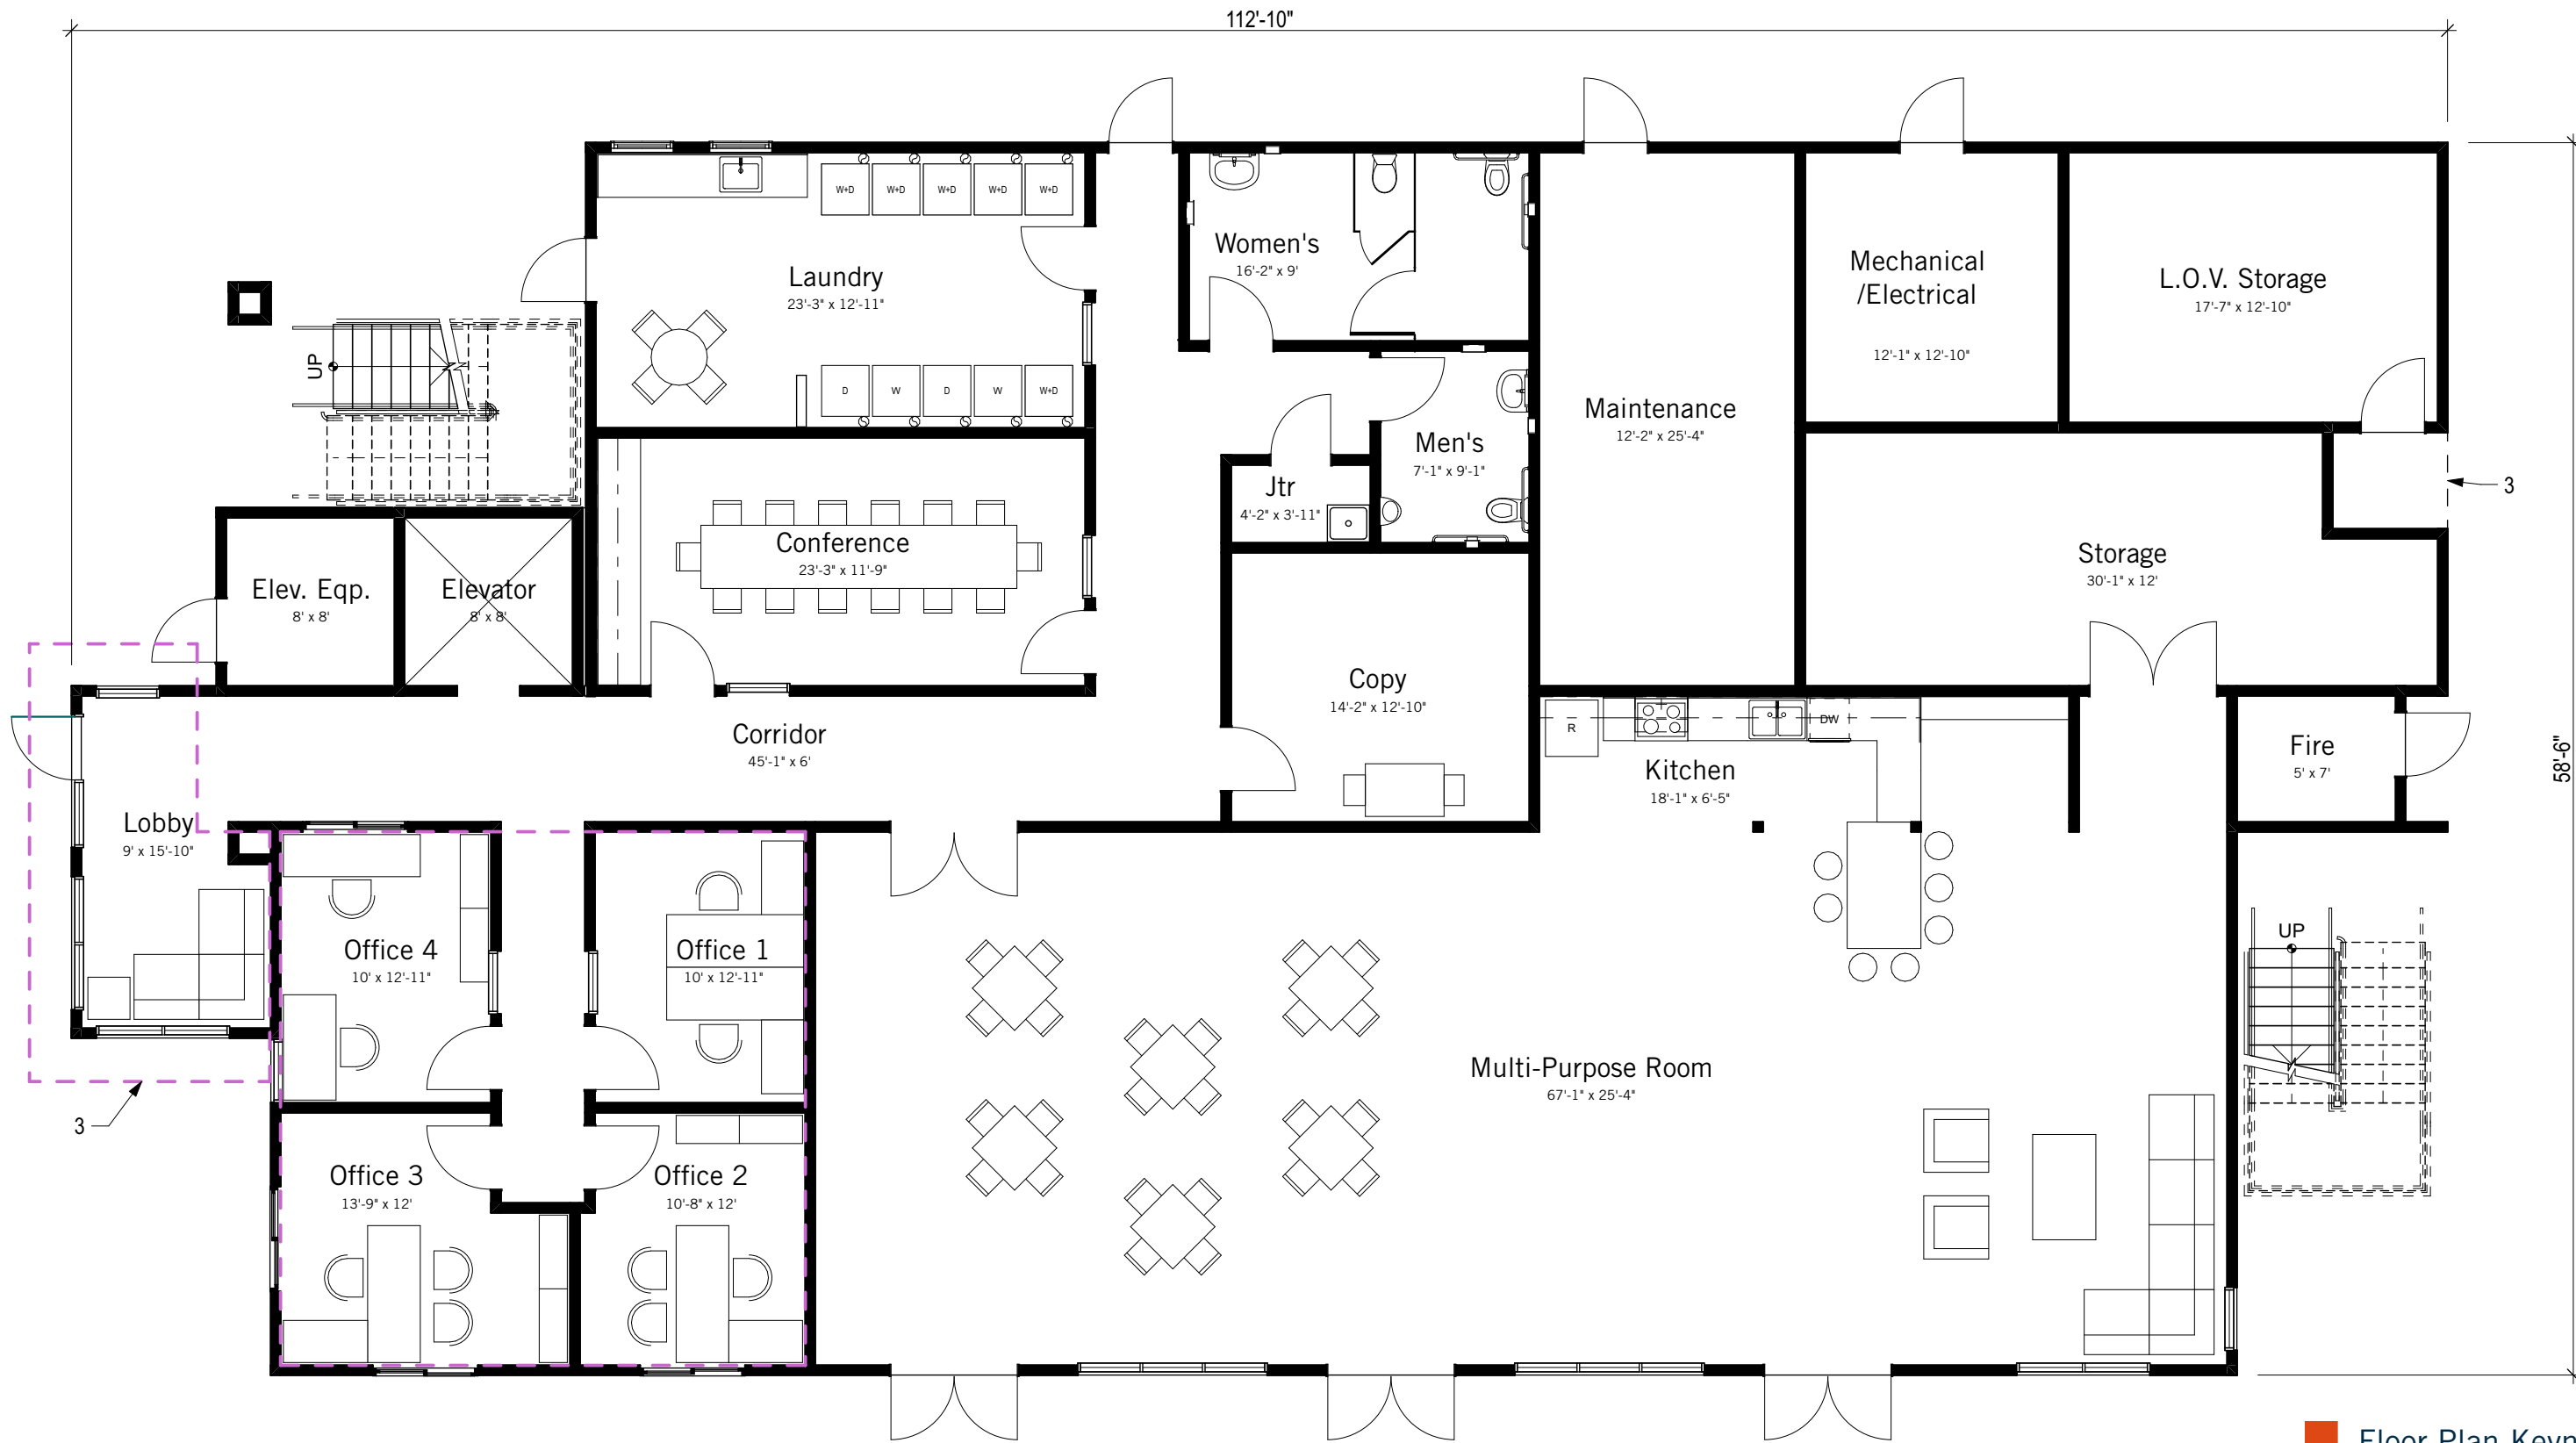 112'-10"
W+D
W+D
W+D
W+D
W+D
Laundry
23'-3" x 12'-11"
D
W
D
W
W+D
Women's
16'-2" x 9'
Mechanical
/Electrical
12'-1" x 12'-10"
L.O.V. Storage
17'-7" x 12'-10"
UP
Maintenance
12'-2" x 25'-4"
Men's
7'-1" x 9'-1"
Jtr
4'-2" x 3'-11"
3
Conference
23'-3" x 11'-9"
Storage
30'-1" x 12'
Elev. Eqp.
8' x 8'
Elevator
8' x 8'
Copy
14'-2" x 12'-10"
Corridor
45'-1" x 6'
R
DW
Kitchen
18'-1" x 6'-5"
Fire
5' x 7'
58'-6"
Lobby
9' x 15'-10"
Office 4
10' x 12'-11"
Office 1
10' x 12'-11"
UP
Multi-Purpose Room
67'-1" x 25'-4"
3
Office 3
13'-9" x 12'
Office 2
10'-8" x 12'
Floor Plan Keyn